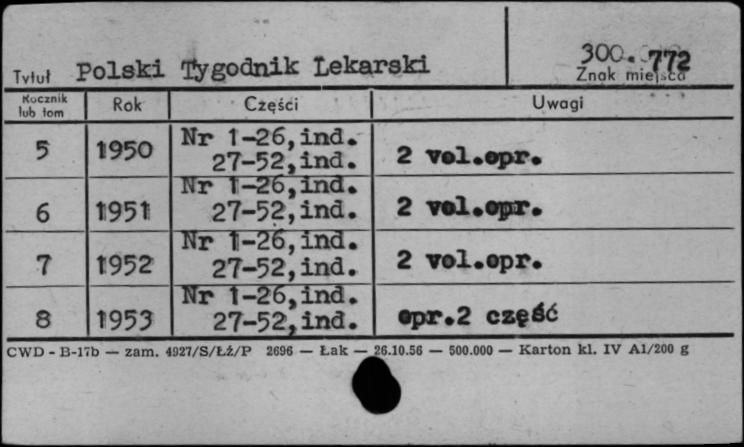 Tytuł Polski Tygodnik Lekarski 300.772
Znak miejsca
Rocznik lub tom Rok Części Uwagi
5 1950 Nr 1-26,ind. 2 vol.opr.
27-52,ind.
6 1951 Nr 1-26,ind. 2 vol.opr.
27-52,ind.
7 1952 Nr 1-26,ind. 2 vol.opr.
27-52,ind.
8 1953 Nr 1-26,ind. opr.2 część
27-52,ind.
CWD - B-17b — zam. 4927/S/Łż/P 2696 — Łak — 26.10.56 — 500.000 — Karton kl. IV A1/200 g